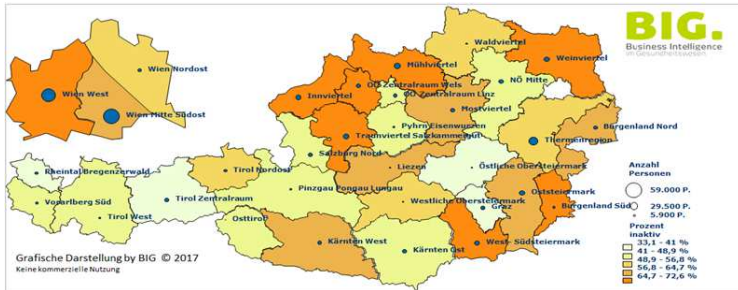 BIG.
Business Intelligence
im Gesundheitswesen
Waldviertel
Weinviertel
Mühlviertel
Wien Nordost
NÖ Mitte
Innviertel
OÖ Zentralraum Wels
OÖ Zentralraum Linz
Wien West
Wien Mitte Südost
Mostviertel
Pyhrn Eisenwurzen
Burgenland Nord
Traunviertel Salzkammergut
Thermenregion
Salzburg Nord
Rheintal Bregenzerwald
Tirol Nordost
Liezen
Östliche Obersteiermark
Pinzgau Pongau Lungau
Oststeiermark
Vorarlberg Süd
Tirol Zentralraum
Westliche Obersteiermark
Graz
Burgenland Süd
Tirol West
Osttirol
Kärnten West
Kärnten Ost
West- Südsteiermark
Anzahl
Personen
59.000 P.
29.500 P.
5.900 P.
Prozent
inaktiv
33,1 - 41 %
41 - 48,9 %
48,9 - 56,8 %
56,8 - 64,7 %
64,7 - 72,6 %
Grafische Darstellung by BIG © 2017
Keine kommerzielle Nutzung